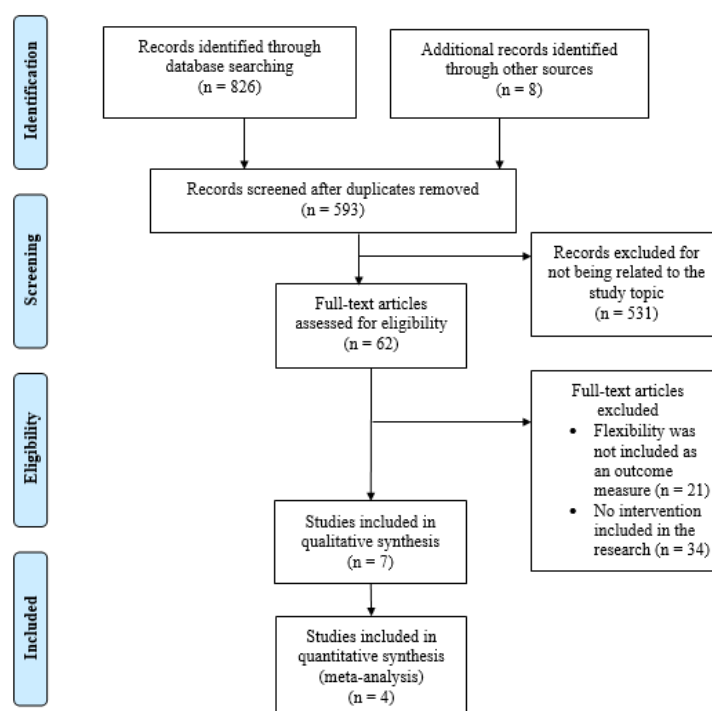 Identification
Records identified through
database searching
(n = 826)
Additional records identified
through other sources
(n = 8)
Records screened after duplicates removed
(n = 593)
Screening
Records excluded for
not being related to the
study topic
(n = 531)
Full-text articles
assessed for eligibility
(n = 62)
Eligibility
Full-text articles
excluded
• Flexibility was
not included as
an outcome
measure (n = 21)
• No intervention
included in the
research (n = 34)
Studies included in
qualitative synthesis
(n = 7)
Included
Studies included in
quantitative synthesis
(meta-analysis)
(n = 4)